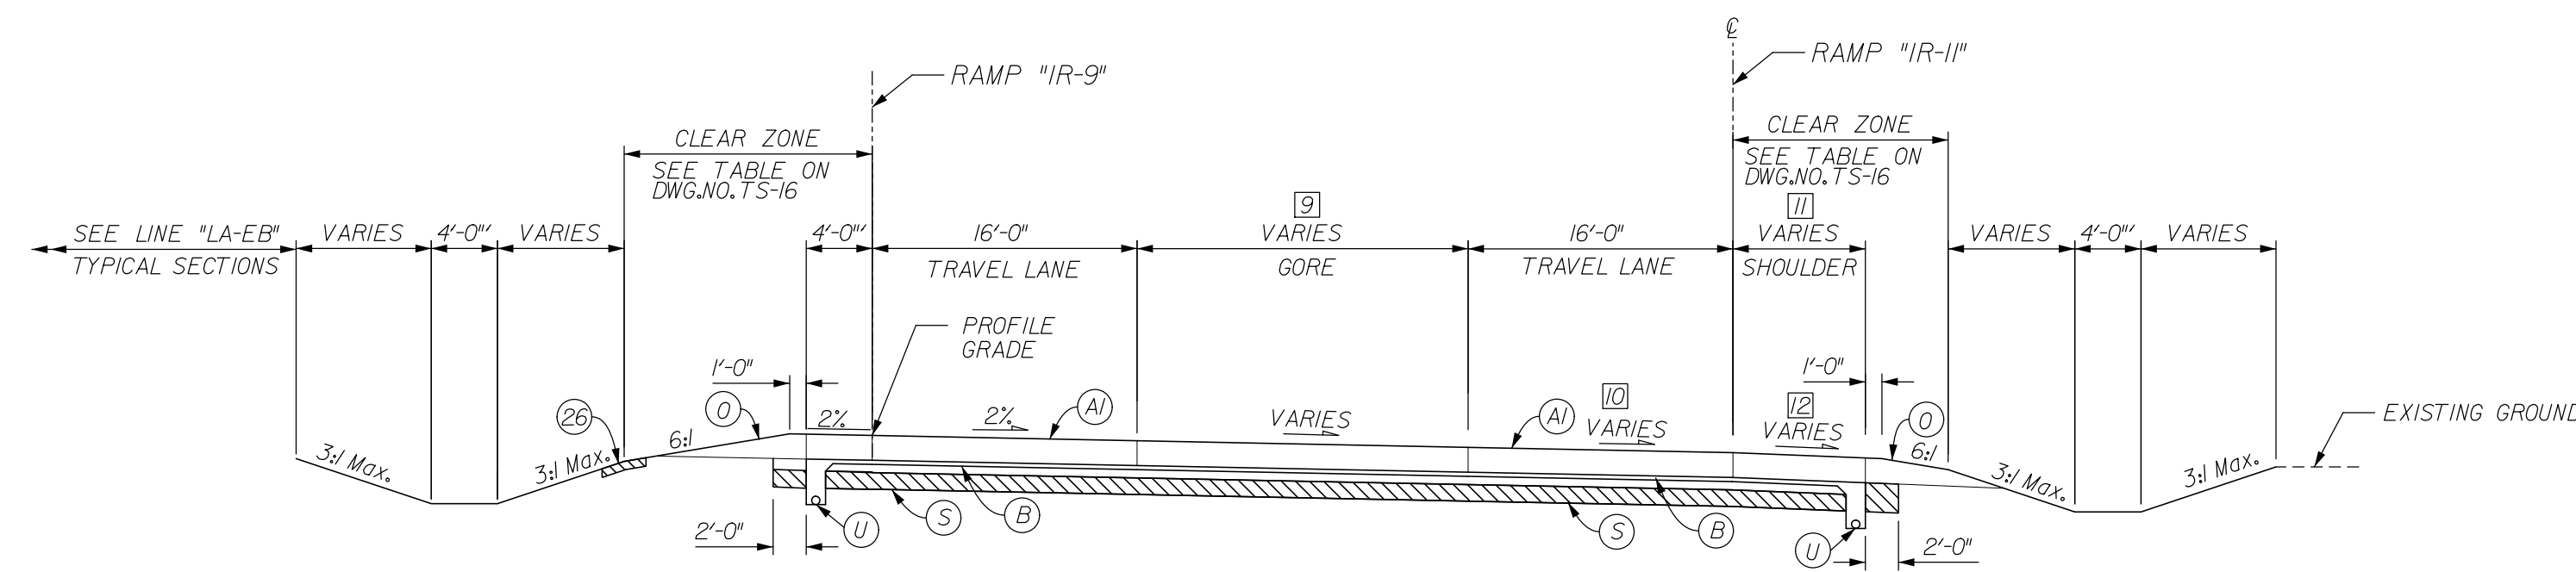 ℄
RAMP "IR-11"
RAMP "IR-9"
CLEAR ZONE
SEE TABLE ON
DWG.NO.TS-16
CLEAR ZONE
SEE TABLE ON
DWG.NO.TS-16
9
11
SEE LINE "LA-EB"
TYPICAL SECTIONS
VARIES
4'-0"'
VARIES
4'-0"'
16'-0"
TRAVEL LANE
VARIES
GORE
16'-0"
TRAVEL LANE
VARIES
SHOULDER
VARIES
4'-0"'
VARIES
PROFILE
GRADE
1'-0"
1'-0"
26
O
2%
2%
A1
VARIES
A1
10
VARIES
12
VARIES
O
EXISTING GROUND
3:1 Max.
3:1 Max.
6:1
6:1
3:1 Max.
3:1 Max.
2'-0"
U
S
B
S
B
U
2'-0"